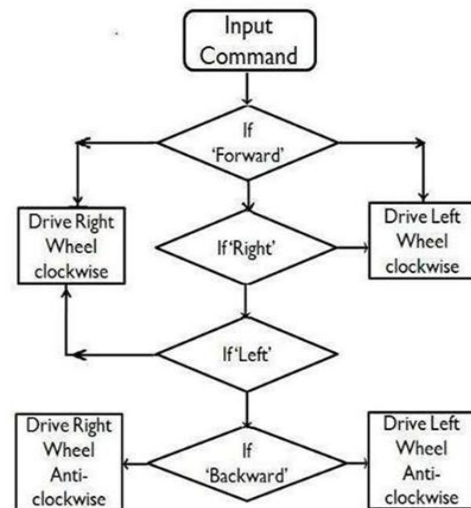 Input
Command
If
‘Forward’
Drive Right
Wheel
clockwise
If ‘Right’
Drive Left
Wheel
clockwise
If ‘Left’
Drive Right
Wheel
Anti-
clockwise
If
‘Backward’
Drive Left
Wheel
Anti-
clockwise